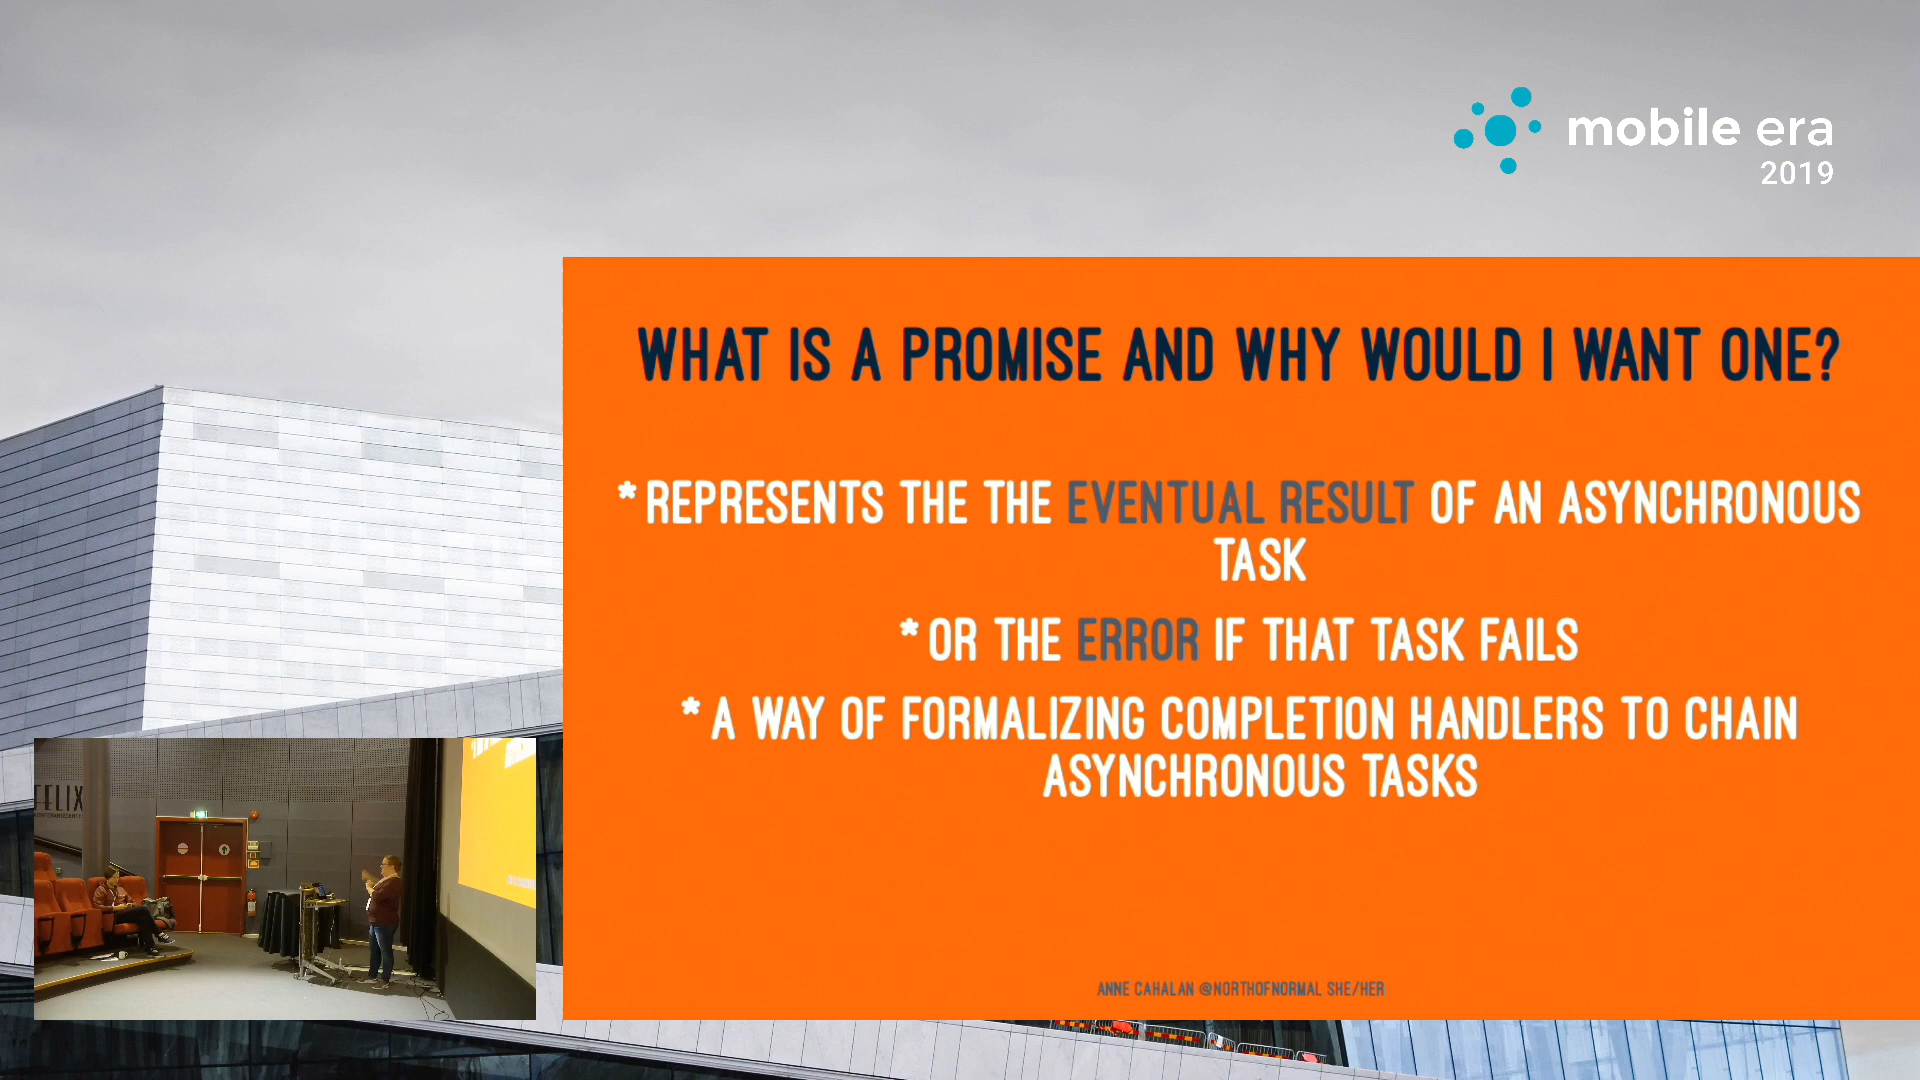 mobile era
2019
WHAT IS A PROMISE AND WHY WOULD I WANT ONE?
* REPRESENTS THE THE EVENTUAL RESULT OF AN ASYNCHRONOUS
TASK
* OR THE ERROR IF THAT TASK FAILS
* A WAY OF FORMALIZING COMPLETION HANDLERS TO CHAIN
ASYNCHRONOUS TASKS
ANNE CAHALAN @NORTHOFNORMAL SHE/HER
FELIX